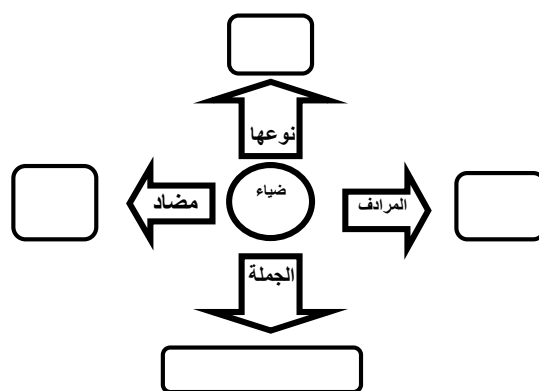 نوعها
ضياء
المرادف
مضاد
الجملة